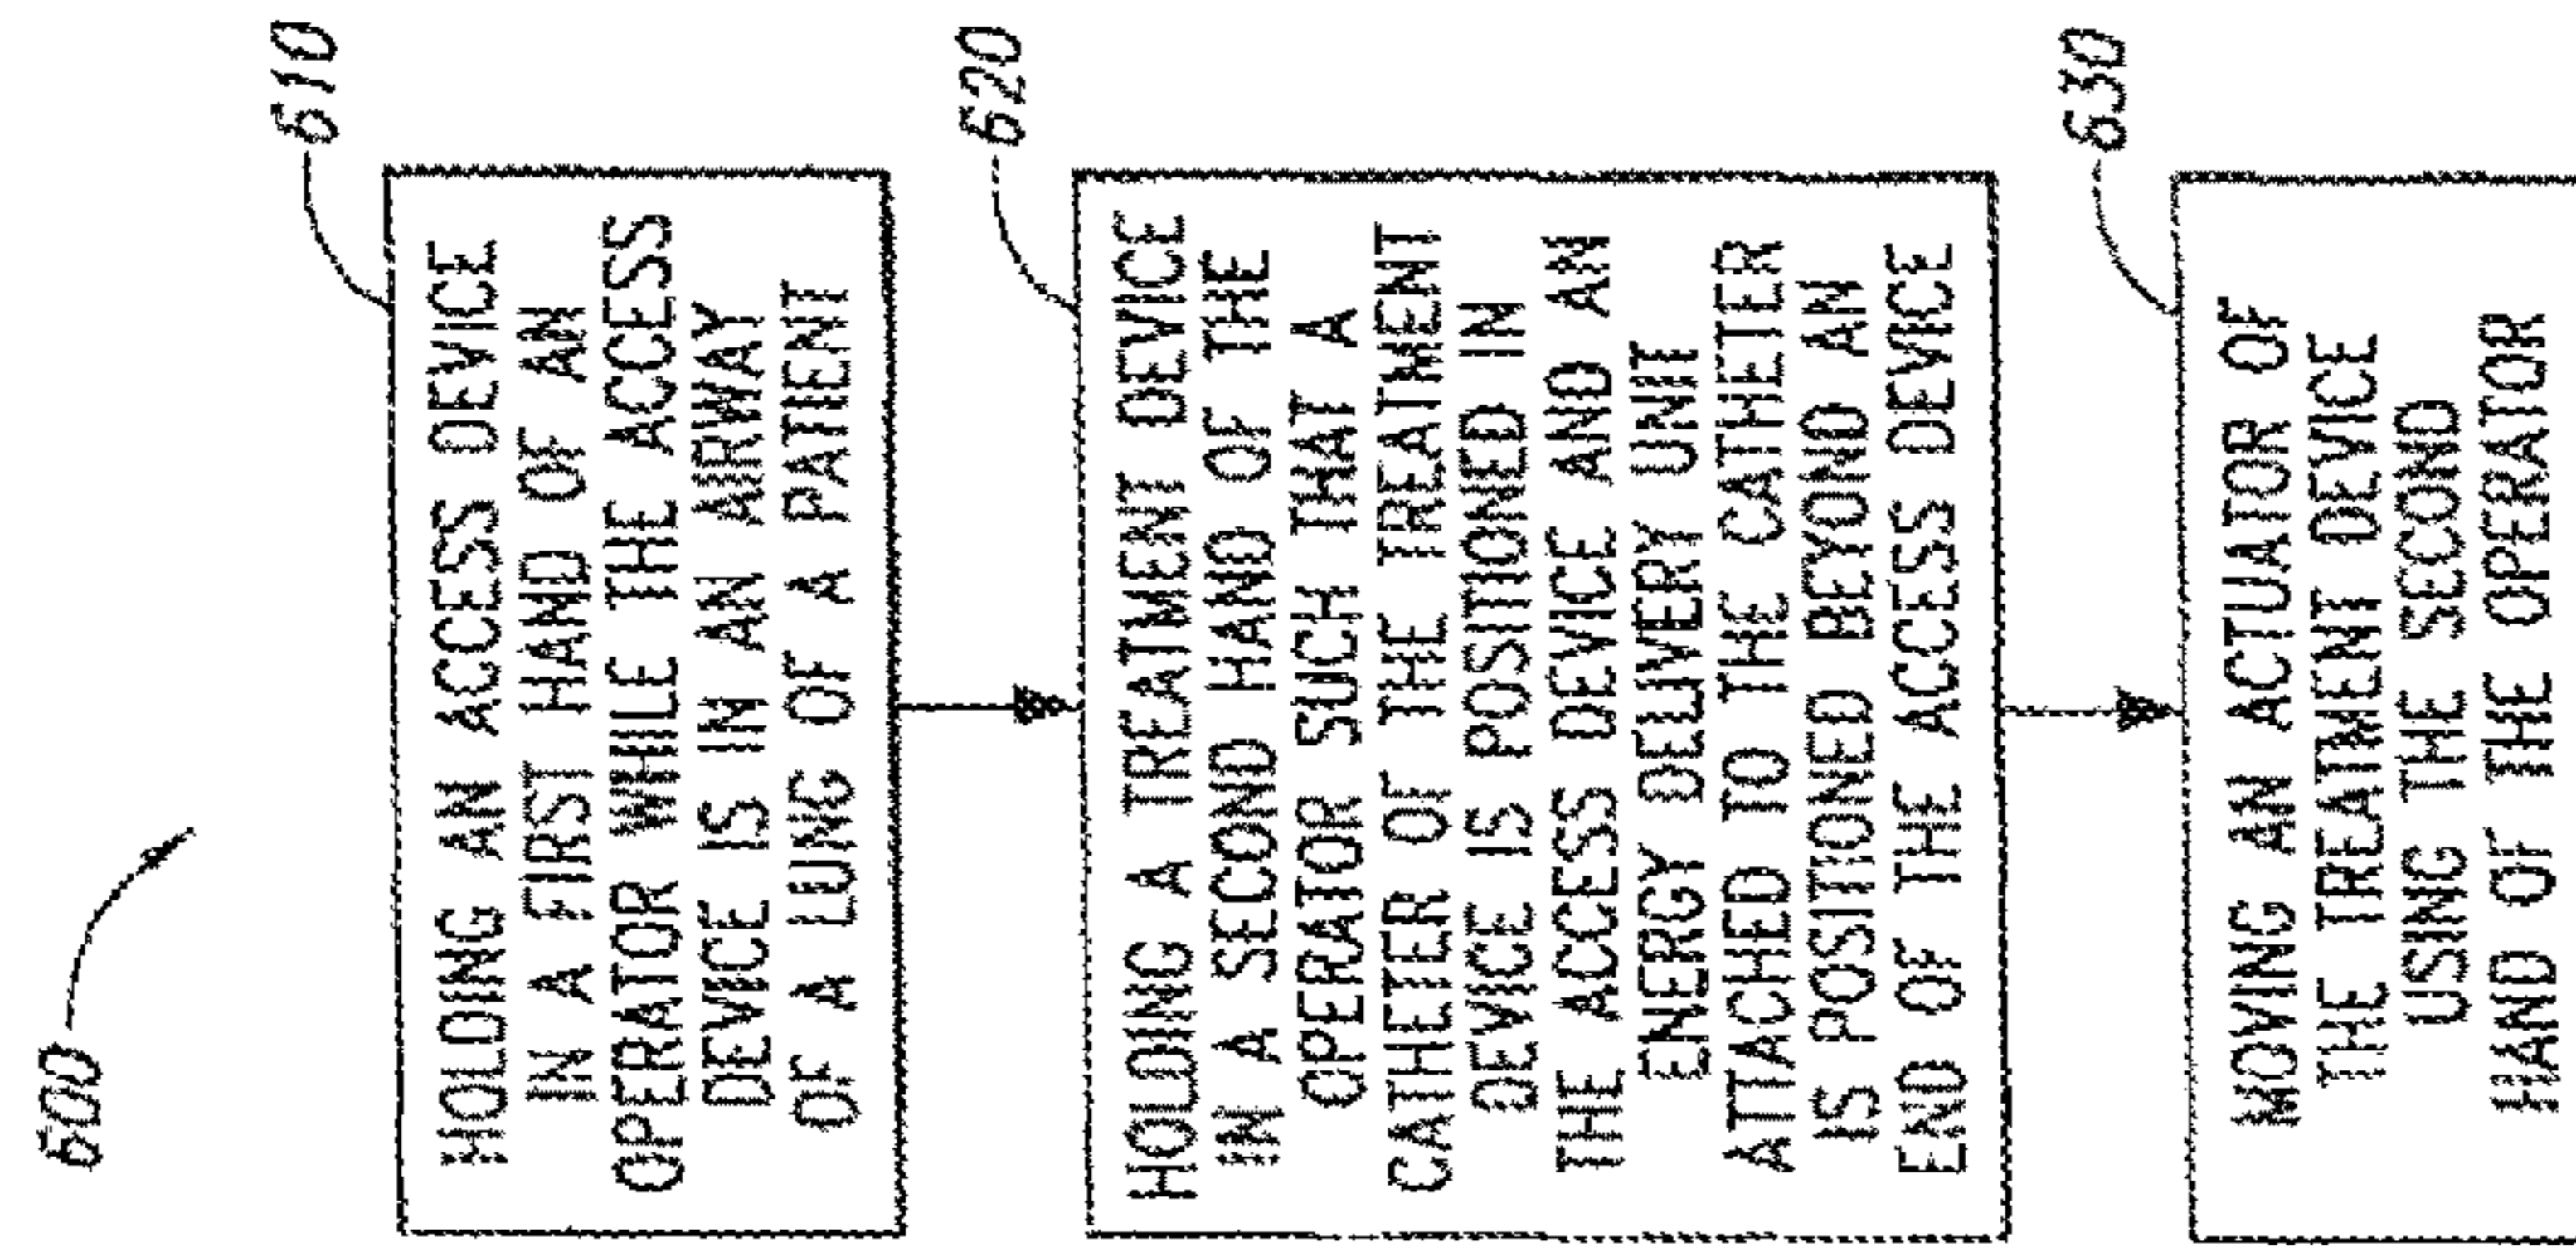 600
610
HOLDING AN ACCESS DEVICE
IN A FIRST HAND OF AN
OPERATOR WHILE THE ACCESS
DEVICE IS IN AN AIRWAY
OF A LUNG OF A PATIENT
620
HOLDING A TREATMENT DEVICE
IN A SECOND HAND OF THE
OPERATOR SUCH THAT A
CATHETER OF THE TREATMENT
DEVICE IS POSITIONED IN
THE ACCESS DEVICE AND AN
ENERGY DELIVERY UNIT
ATTACHED TO THE CATHETER
IS POSITIONED BEYOND AN
END OF THE ACCESS DEVICE
630
MOVING AN ACTUATOR OF
THE TREATMENT DEVICE
USING THE SECOND
HAND OF THE OPERATOR